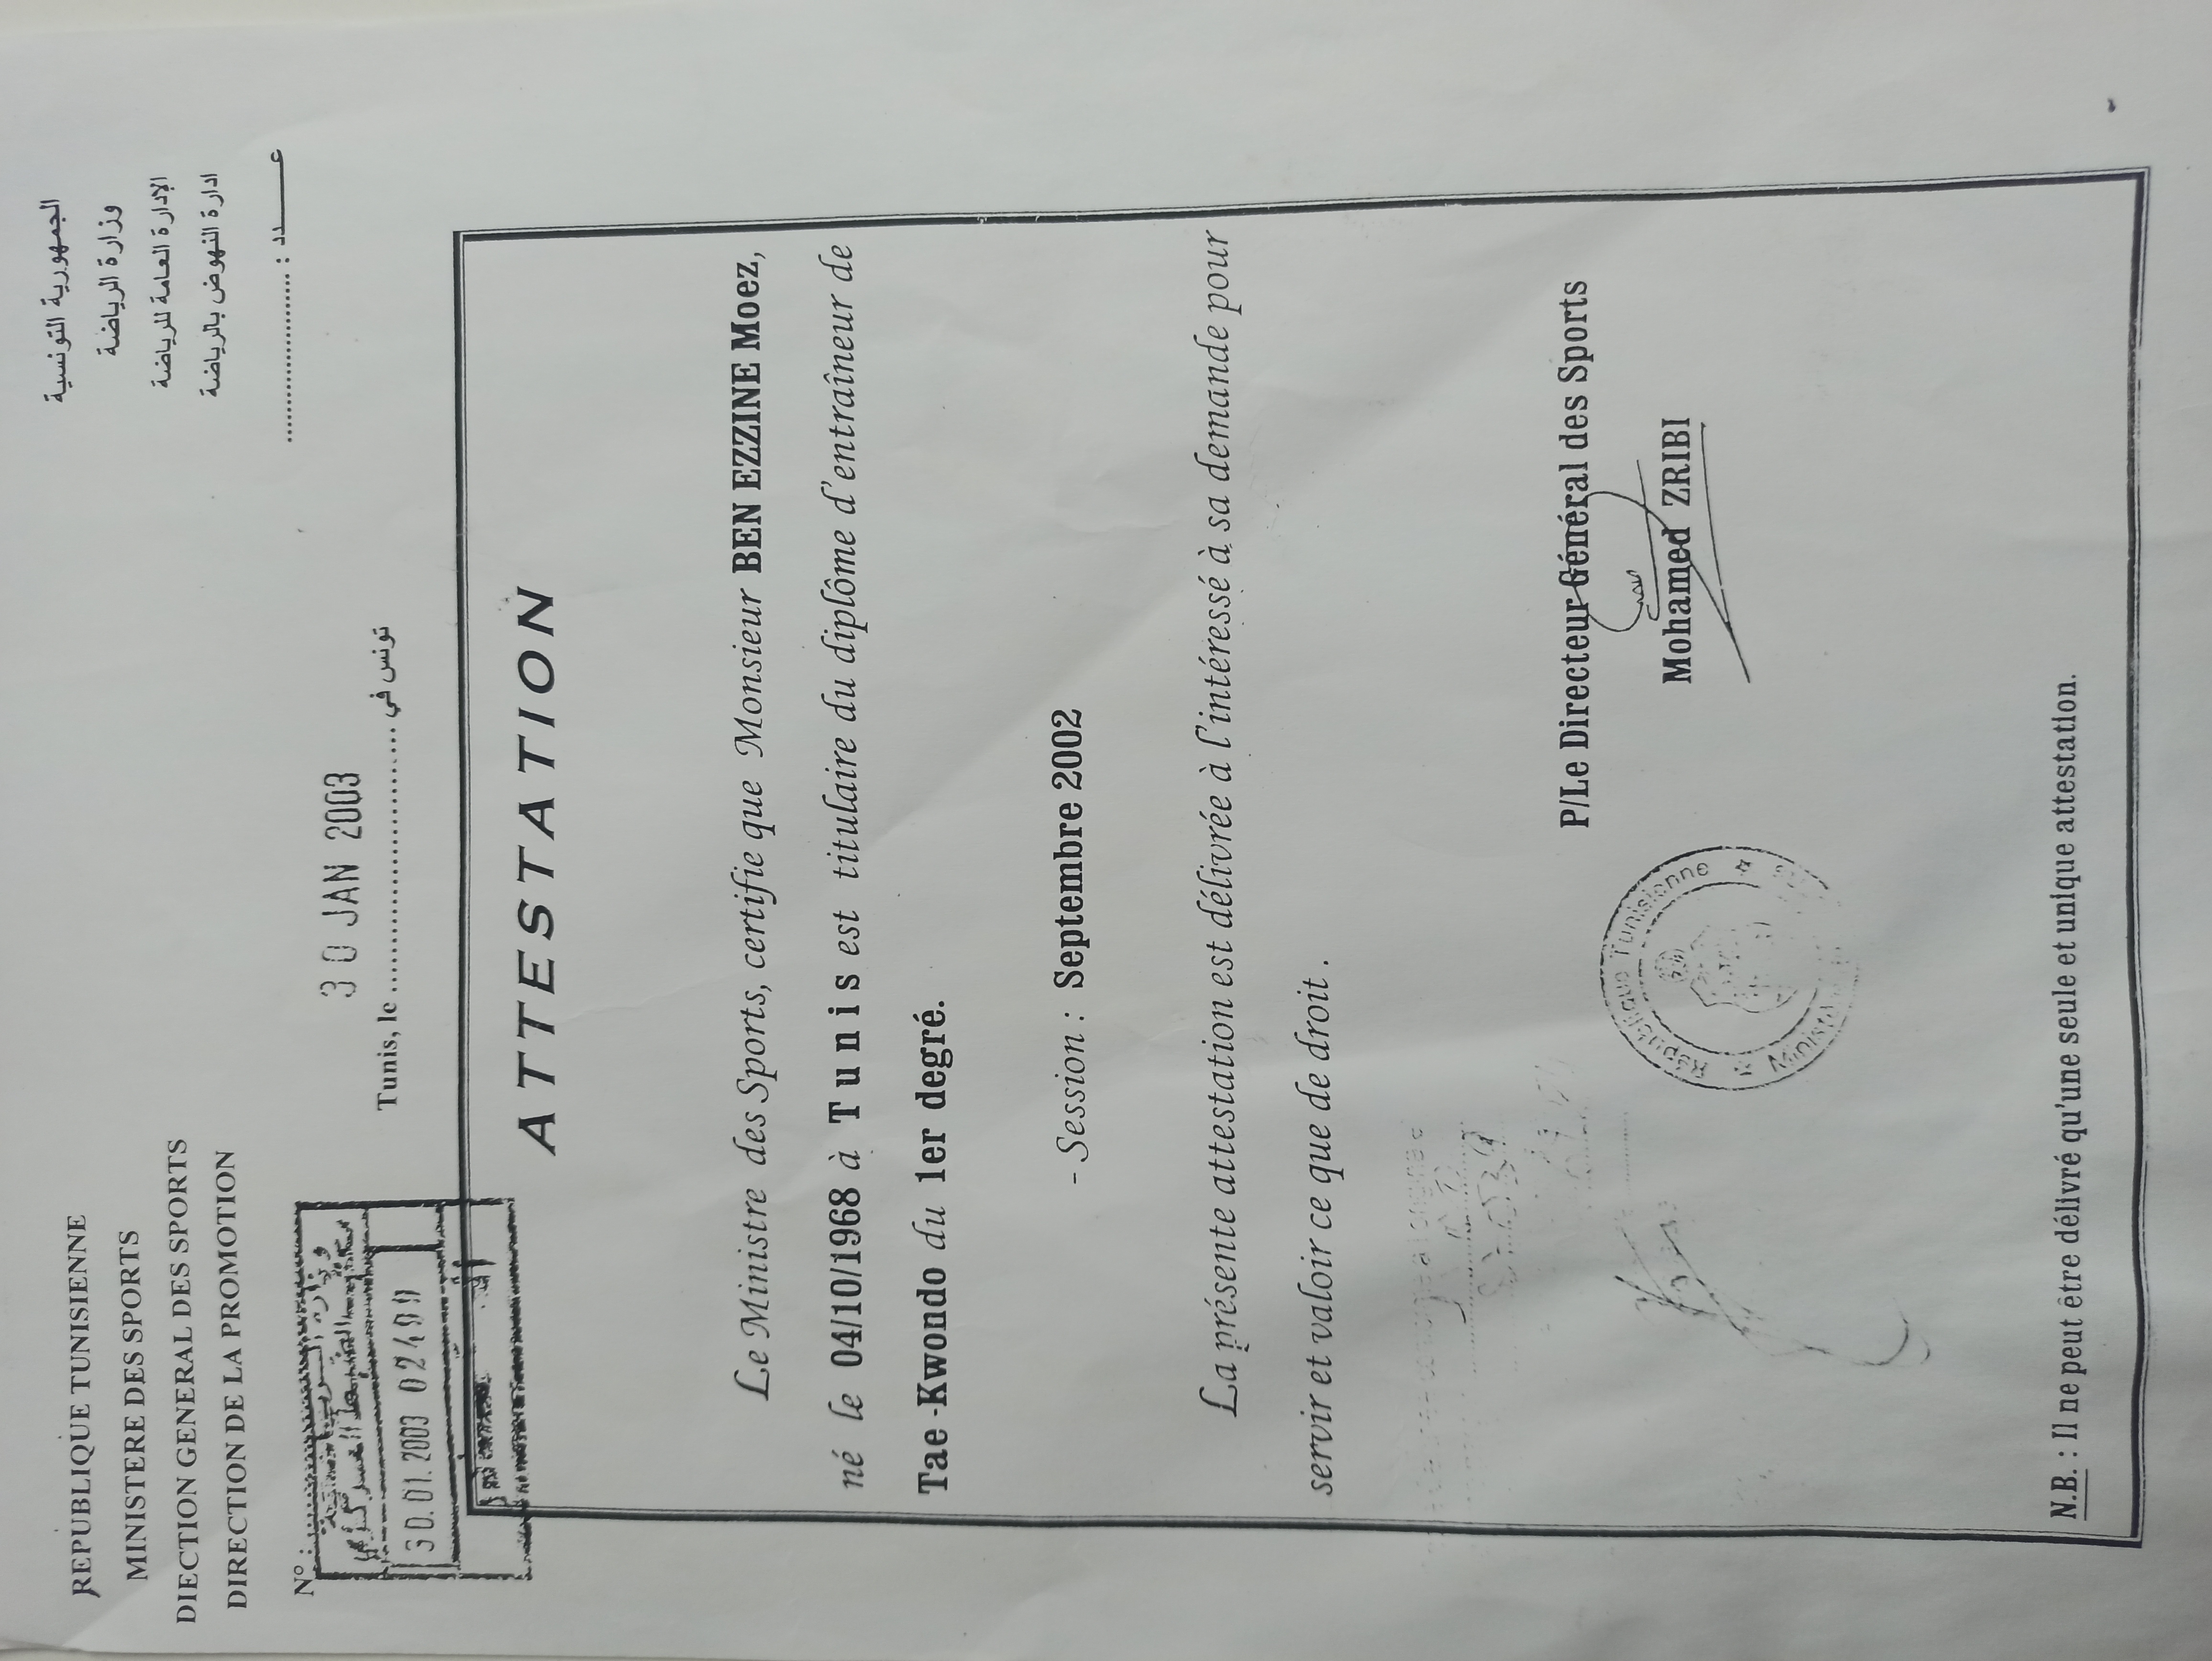 REPUBLIQUE TUNISIENNE
MINISTERE DES SPORTS
DIECTION GENERAL DES SPORTS
DIRECTION DE LA PROMOTION
N° :
الجمهورية التونسية
وزارة الرياضة
الإدارة العامة للرياضة
ادارة النهوض بالرياضة
عـــــدد : ......................
30.01.2003
30 JAN 2003
Tunis, le .............................. تونس في
ATTESTATION
Le Ministre des Sports, certifie que Monsieur BEN EZZINE Moez,
né le 04/10/1968 à Tunis est titulaire du diplôme d'entraîneur de
Tae -Kwondo du 1er degré.
- Session : Septembre 2002
La présente attestation est délivrée à l'intéressé à sa demande pour
servir et valoir ce que de droit .
P/Le Directeur Général des Sports
Mohamed ZRIBI
République Tunisienne
N.B. : Il ne peut être délivré qu'une seule et unique attestation.